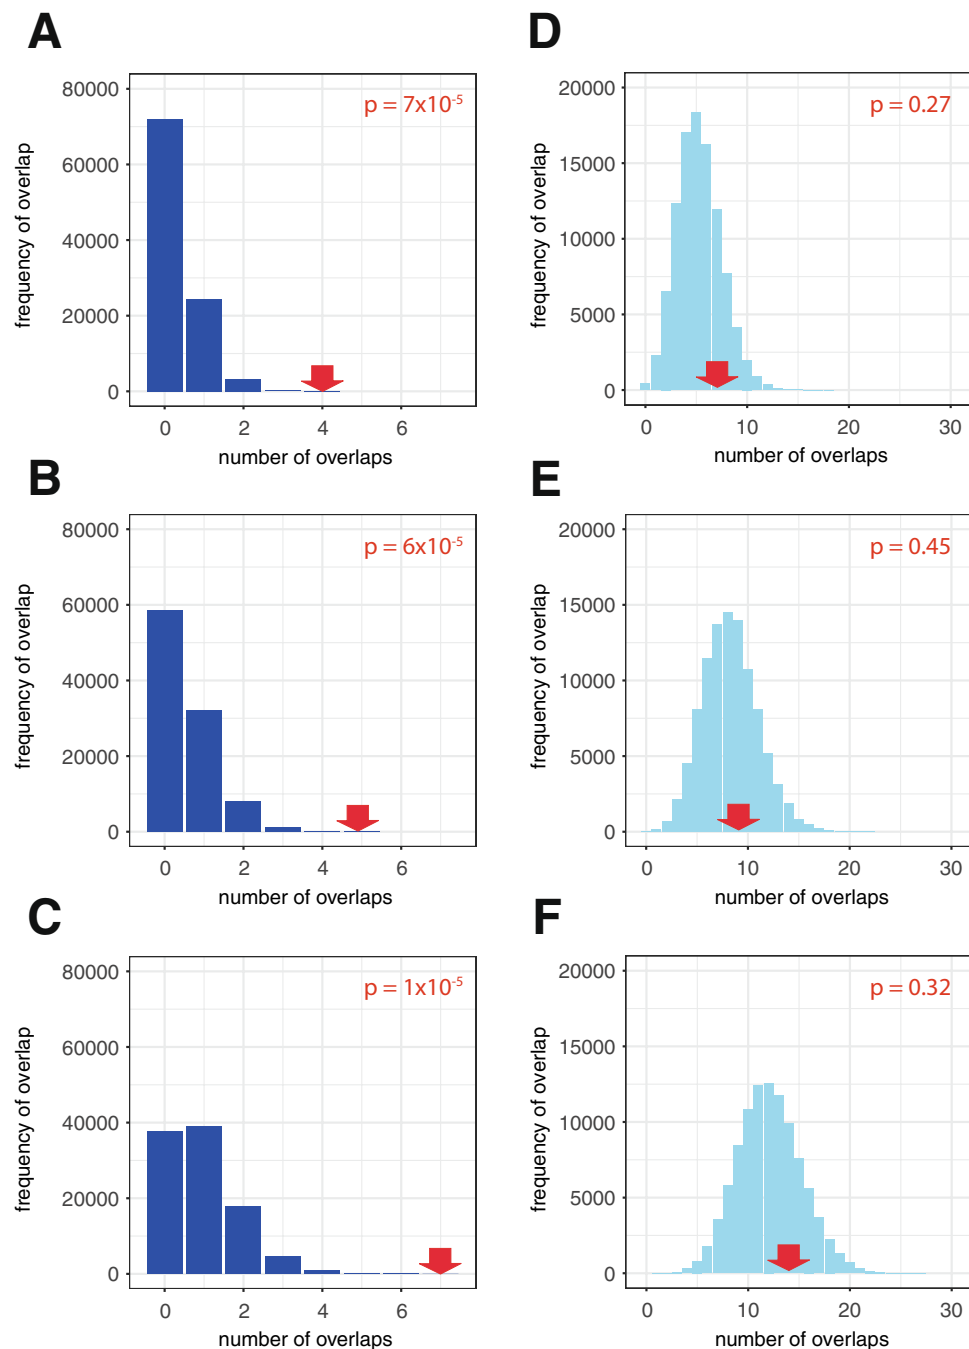 A
p = 7x10⁻⁵
80000
60000
40000
20000
0
frequency of overlap
0 2 4 6
number of overlaps
D
p = 0.27
20000
15000
10000
5000
0
frequency of overlap
0 10 20 30
number of overlaps
B
p = 6x10⁻⁵
80000
60000
40000
20000
0
frequency of overlap
0 2 4 6
number of overlaps
E
p = 0.45
20000
15000
10000
5000
0
frequency of overlap
0 10 20 30
number of overlaps
C
p = 1x10⁻⁵
80000
60000
40000
20000
0
frequency of overlap
0 2 4 6
number of overlaps
F
p = 0.32
20000
15000
10000
5000
0
frequency of overlap
0 10 20 30
number of overlaps